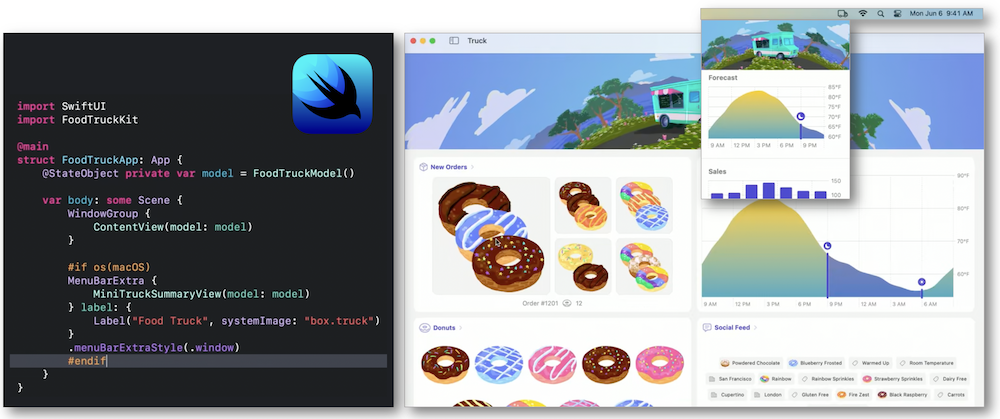 import SwiftUI
import FoodTruckKit
@main
struct FoodTruckApp: App {
@StateObject private var model = FoodTruckModel()
var body: some Scene {
WindowGroup {
ContentView(model: model)
}
#if os(macOS)
MenuBarExtra {
MiniTruckSummaryView(model: model)
} label: {
Label("Food Truck", systemImage: "box.truck")
}
.menuBarExtraStyle(.window)
#endif
}
}
Truck
New Orders
Order #1201 12
Donuts
Mon Jun 6 9:41 AM
Forecast
85°F
80°F
75°F
70°F
65°F
60°F
9 AM 12 PM 3 PM 6 PM 9 PM
Sales
150
100
90°F
80°F
70°F
60°F
9 AM 12 PM 3 PM 6 PM 9 PM 12 AM 3 AM 6 AM
Social Feed
Powdered Chocolate Blueberry Frosted Warmed Up Room Temperature
San Francisco Rainbow Rainbow Sprinkles Strawberry Sprinkles Dairy Free
Cupertino London Gluten Free Fire Zest Black Raspberry Carrots